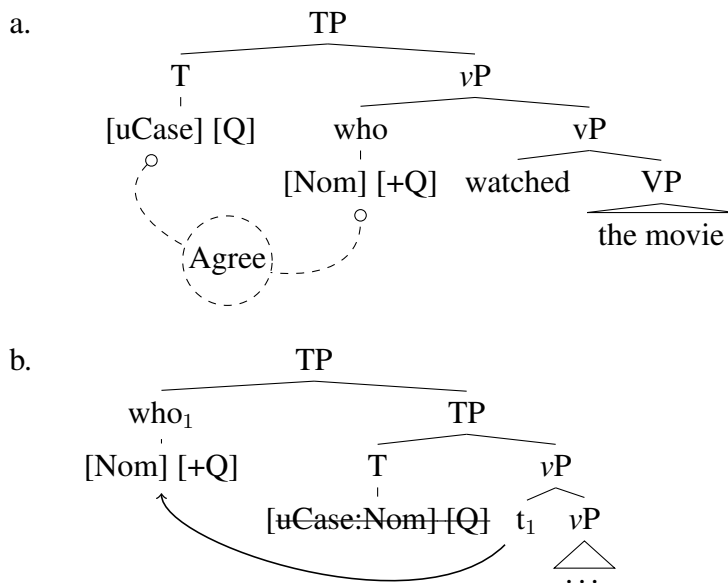 a.
TP
T vP
[uCase] [Q] who vP
[Nom] [+Q] watched VP
Agree the movie
b.
TP
who₁ TP
[Nom] [+Q] T vP
[uCase:Nom] [Q] t₁ vP
...